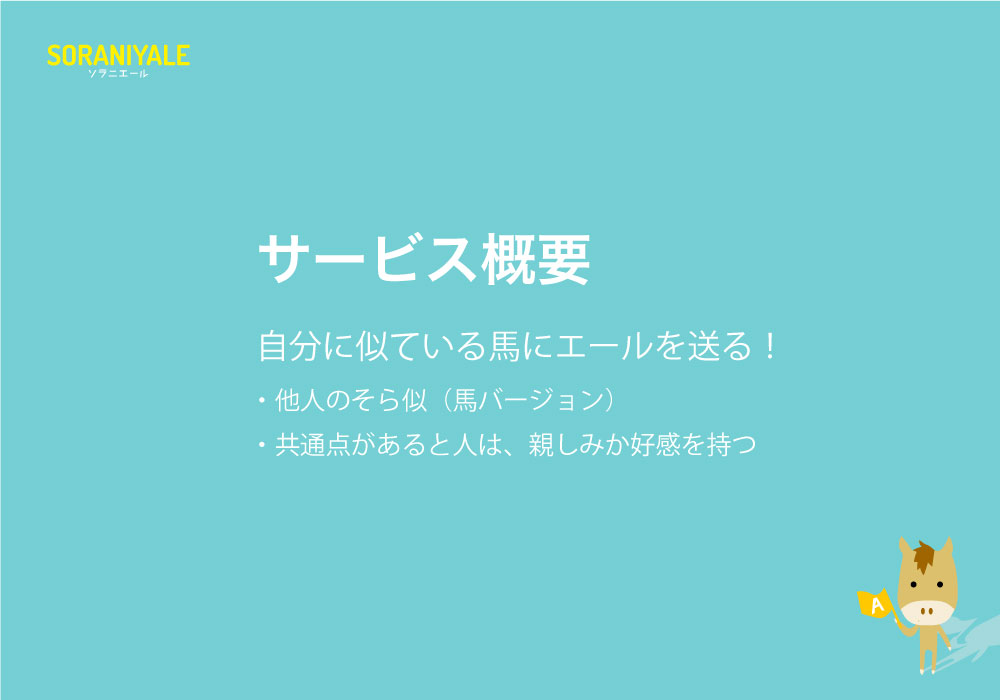 SORANIYALE
ソラニエール
サービス概要
自分に似ている馬にエールを送る！
・他人のそら似（馬バージョン）
・共通点があると人は、親しみか好感を持つ
A